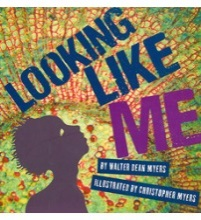 LOOKING
LIKE
ME
BY WALTER DEAN MYERS
ILLUSTRATED BY CHRISTOPHER MYERS